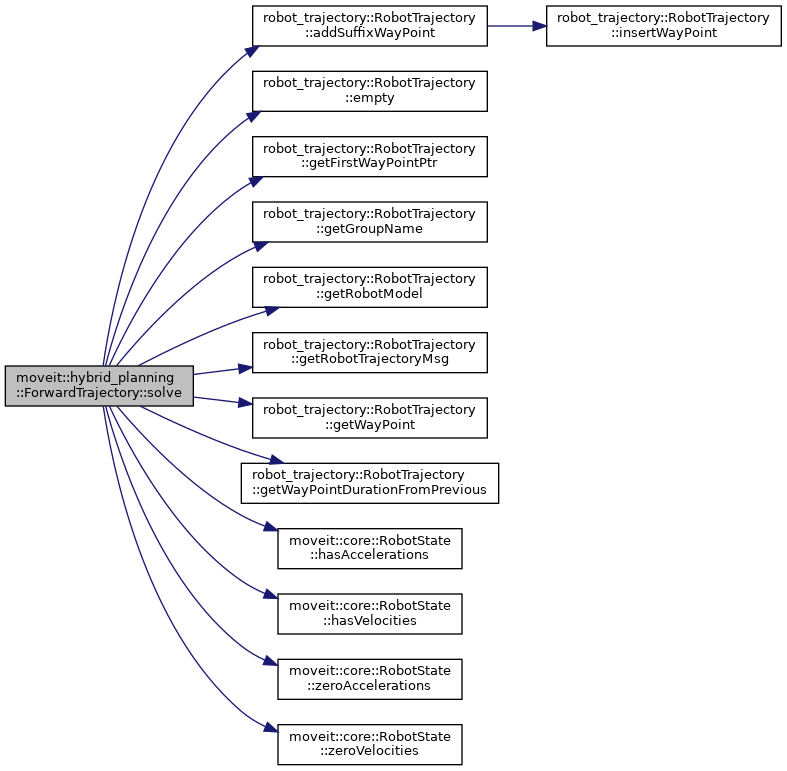 robot_trajectory::RobotTrajectory
::addSuffixWayPoint
robot_trajectory::RobotTrajectory
::insertWayPoint
robot_trajectory::RobotTrajectory
::empty
robot_trajectory::RobotTrajectory
::getFirstWayPointPtr
robot_trajectory::RobotTrajectory
::getGroupName
robot_trajectory::RobotTrajectory
::getRobotModel
robot_trajectory::RobotTrajectory
::getRobotTrajectoryMsg
moveit::hybrid_planning
::ForwardTrajectory::solve
robot_trajectory::RobotTrajectory
::getWayPoint
robot_trajectory::RobotTrajectory
::getWayPointDurationFromPrevious
moveit::core::RobotState
::hasAccelerations
moveit::core::RobotState
::hasVelocities
moveit::core::RobotState
::zeroAccelerations
moveit::core::RobotState
::zeroVelocities